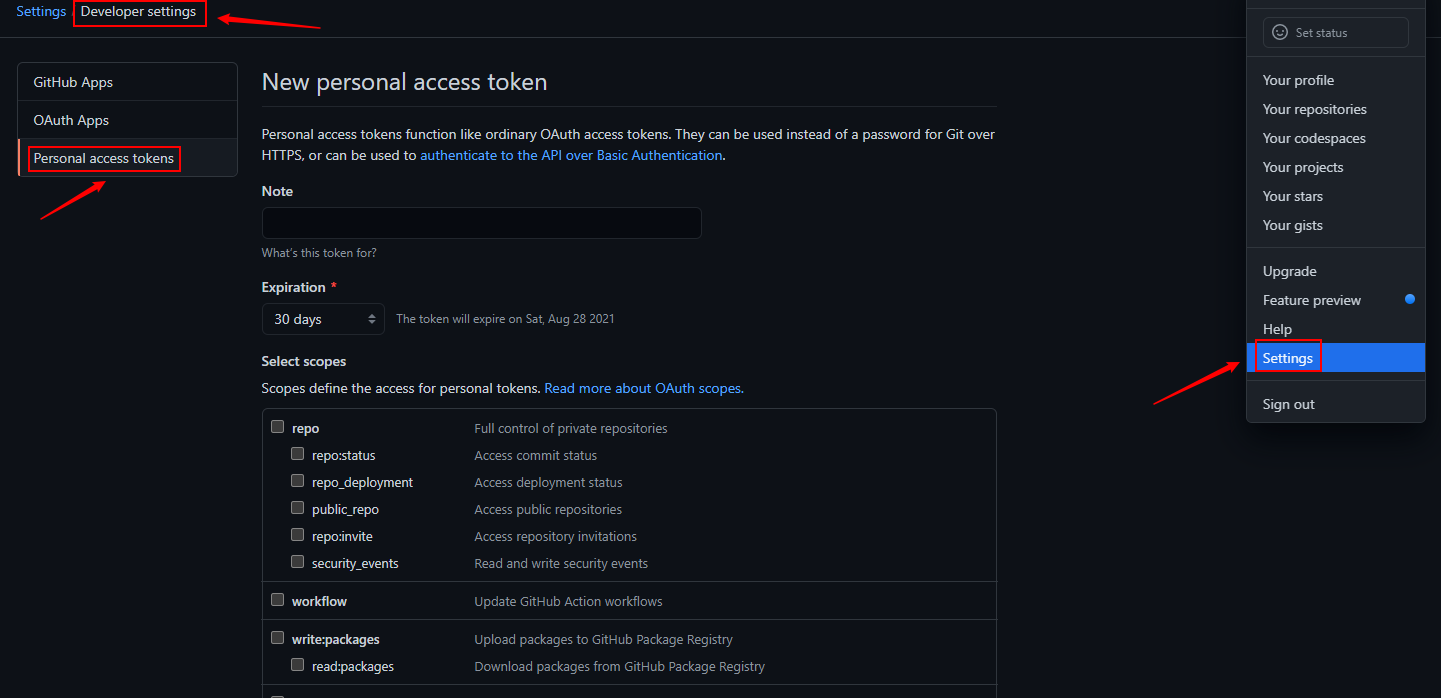 Settings / Developer settings
GitHub Apps
OAuth Apps
Personal access tokens
New personal access token
Personal access tokens function like ordinary OAuth access tokens. They can be used instead of a password for Git over
HTTPS, or can be used to authenticate to the API over Basic Authentication.
Note
What's this token for?
Expiration *
30 days
The token will expire on Sat, Aug 28 2021
Select scopes
Scopes define the access for personal tokens. Read more about OAuth scopes.
repo Full control of private repositories
repo:status Access commit status
repo_deployment Access deployment status
public_repo Access public repositories
repo:invite Access repository invitations
security_events Read and write security events
workflow Update GitHub Action workflows
write:packages Upload packages to GitHub Package Registry
read:packages Download packages from GitHub Package Registry
Set status
Your profile
Your repositories
Your codespaces
Your projects
Your stars
Your gists
Upgrade
Feature preview
Help
Settings
Sign out